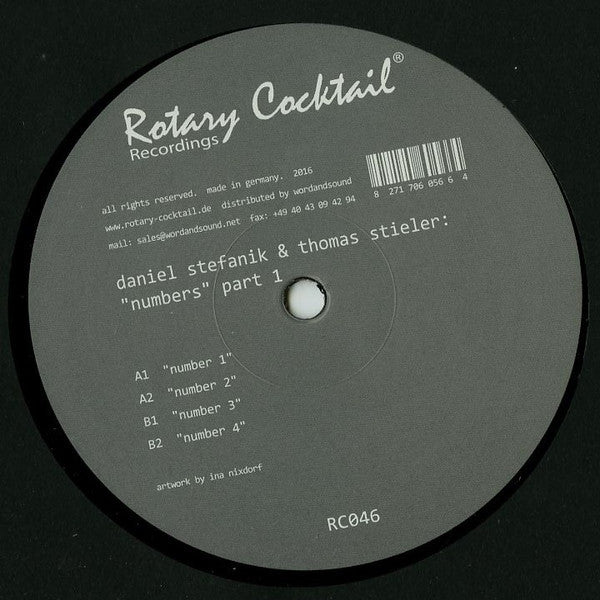 Rotary Cocktail®
Recordings
all rights reserved. made in germany. 2016
www.rotary-cocktail.de distributed by wordandsound
mail: sales@wordandsound.net fax: +49 40 43 09 42 94
8 271 706 056 6 4
daniel stefanik & thomas stieler:
"numbers" part 1
A1 "number 1"
A2 "number 2"
B1 "number 3"
B2 "number 4"
artwork by ina nixdorf
RC046